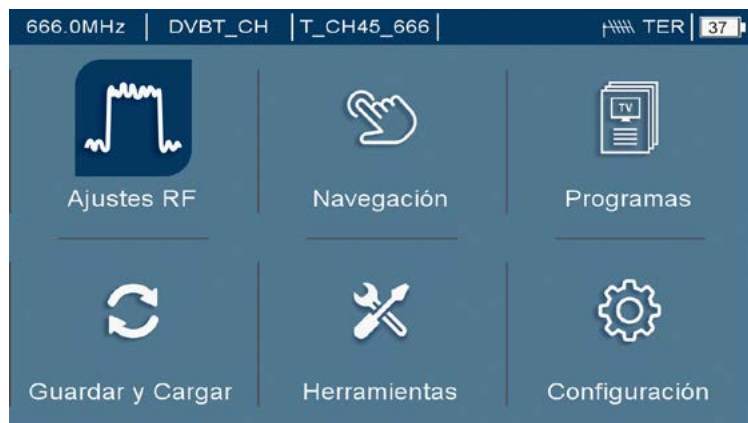 666.0MHz | DVBT_CH | T_CH45_666 | TER | 37
TV
Ajustes RF Navegación Programas
Guardar y Cargar Herramientas Configuración